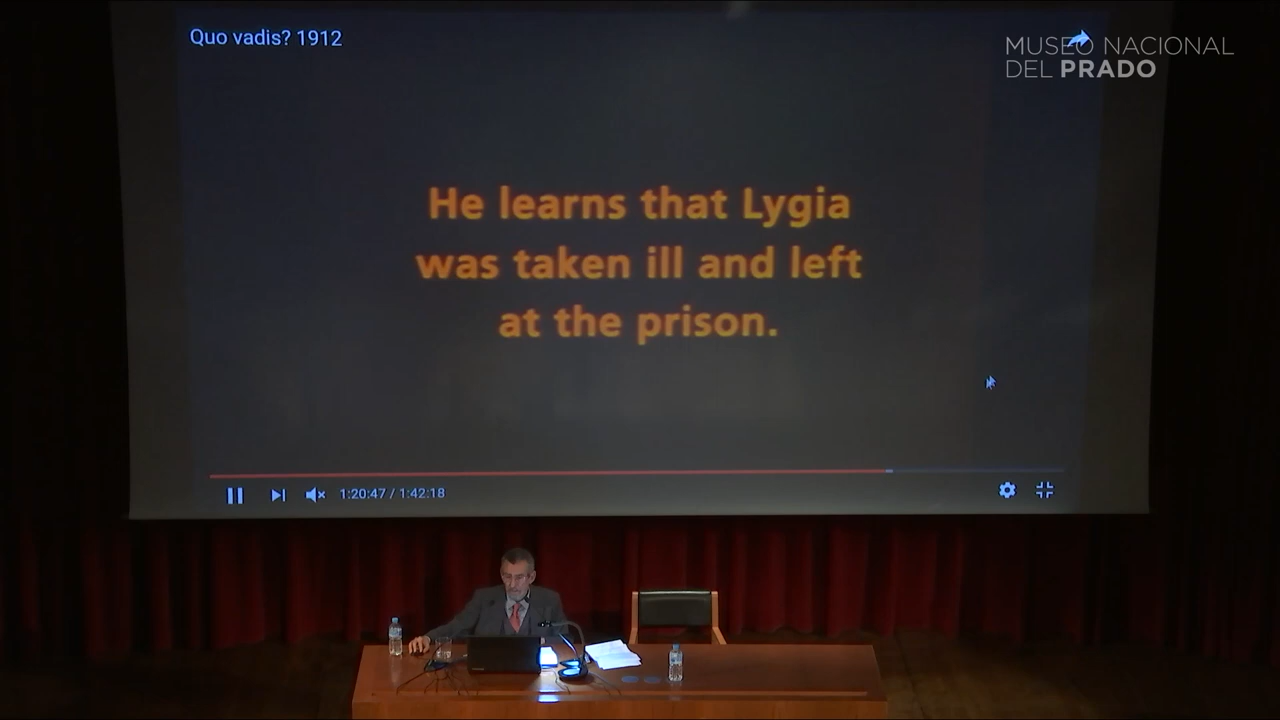 Quo vadis? 1912
MUSEO NACIONAL
DEL PRADO
He learns that Lygia
was taken ill and left
at the prison.
1:20:47 / 1:42:18